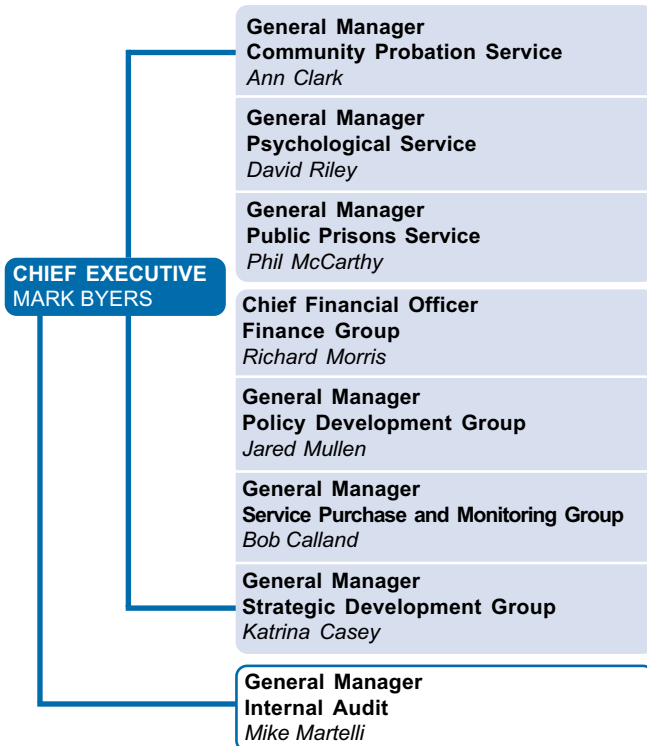 General Manager
Community Probation Service
Ann Clark
General Manager
Psychological Service
David Riley
General Manager
Public Prisons Service
Phil McCarthy
CHIEF EXECUTIVE
MARK BYERS
Chief Financial Officer
Finance Group
Richard Morris
General Manager
Policy Development Group
Jared Mullen
General Manager
Service Purchase and Monitoring Group
Bob Calland
General Manager
Strategic Development Group
Katrina Casey
General Manager
Internal Audit
Mike Martelli